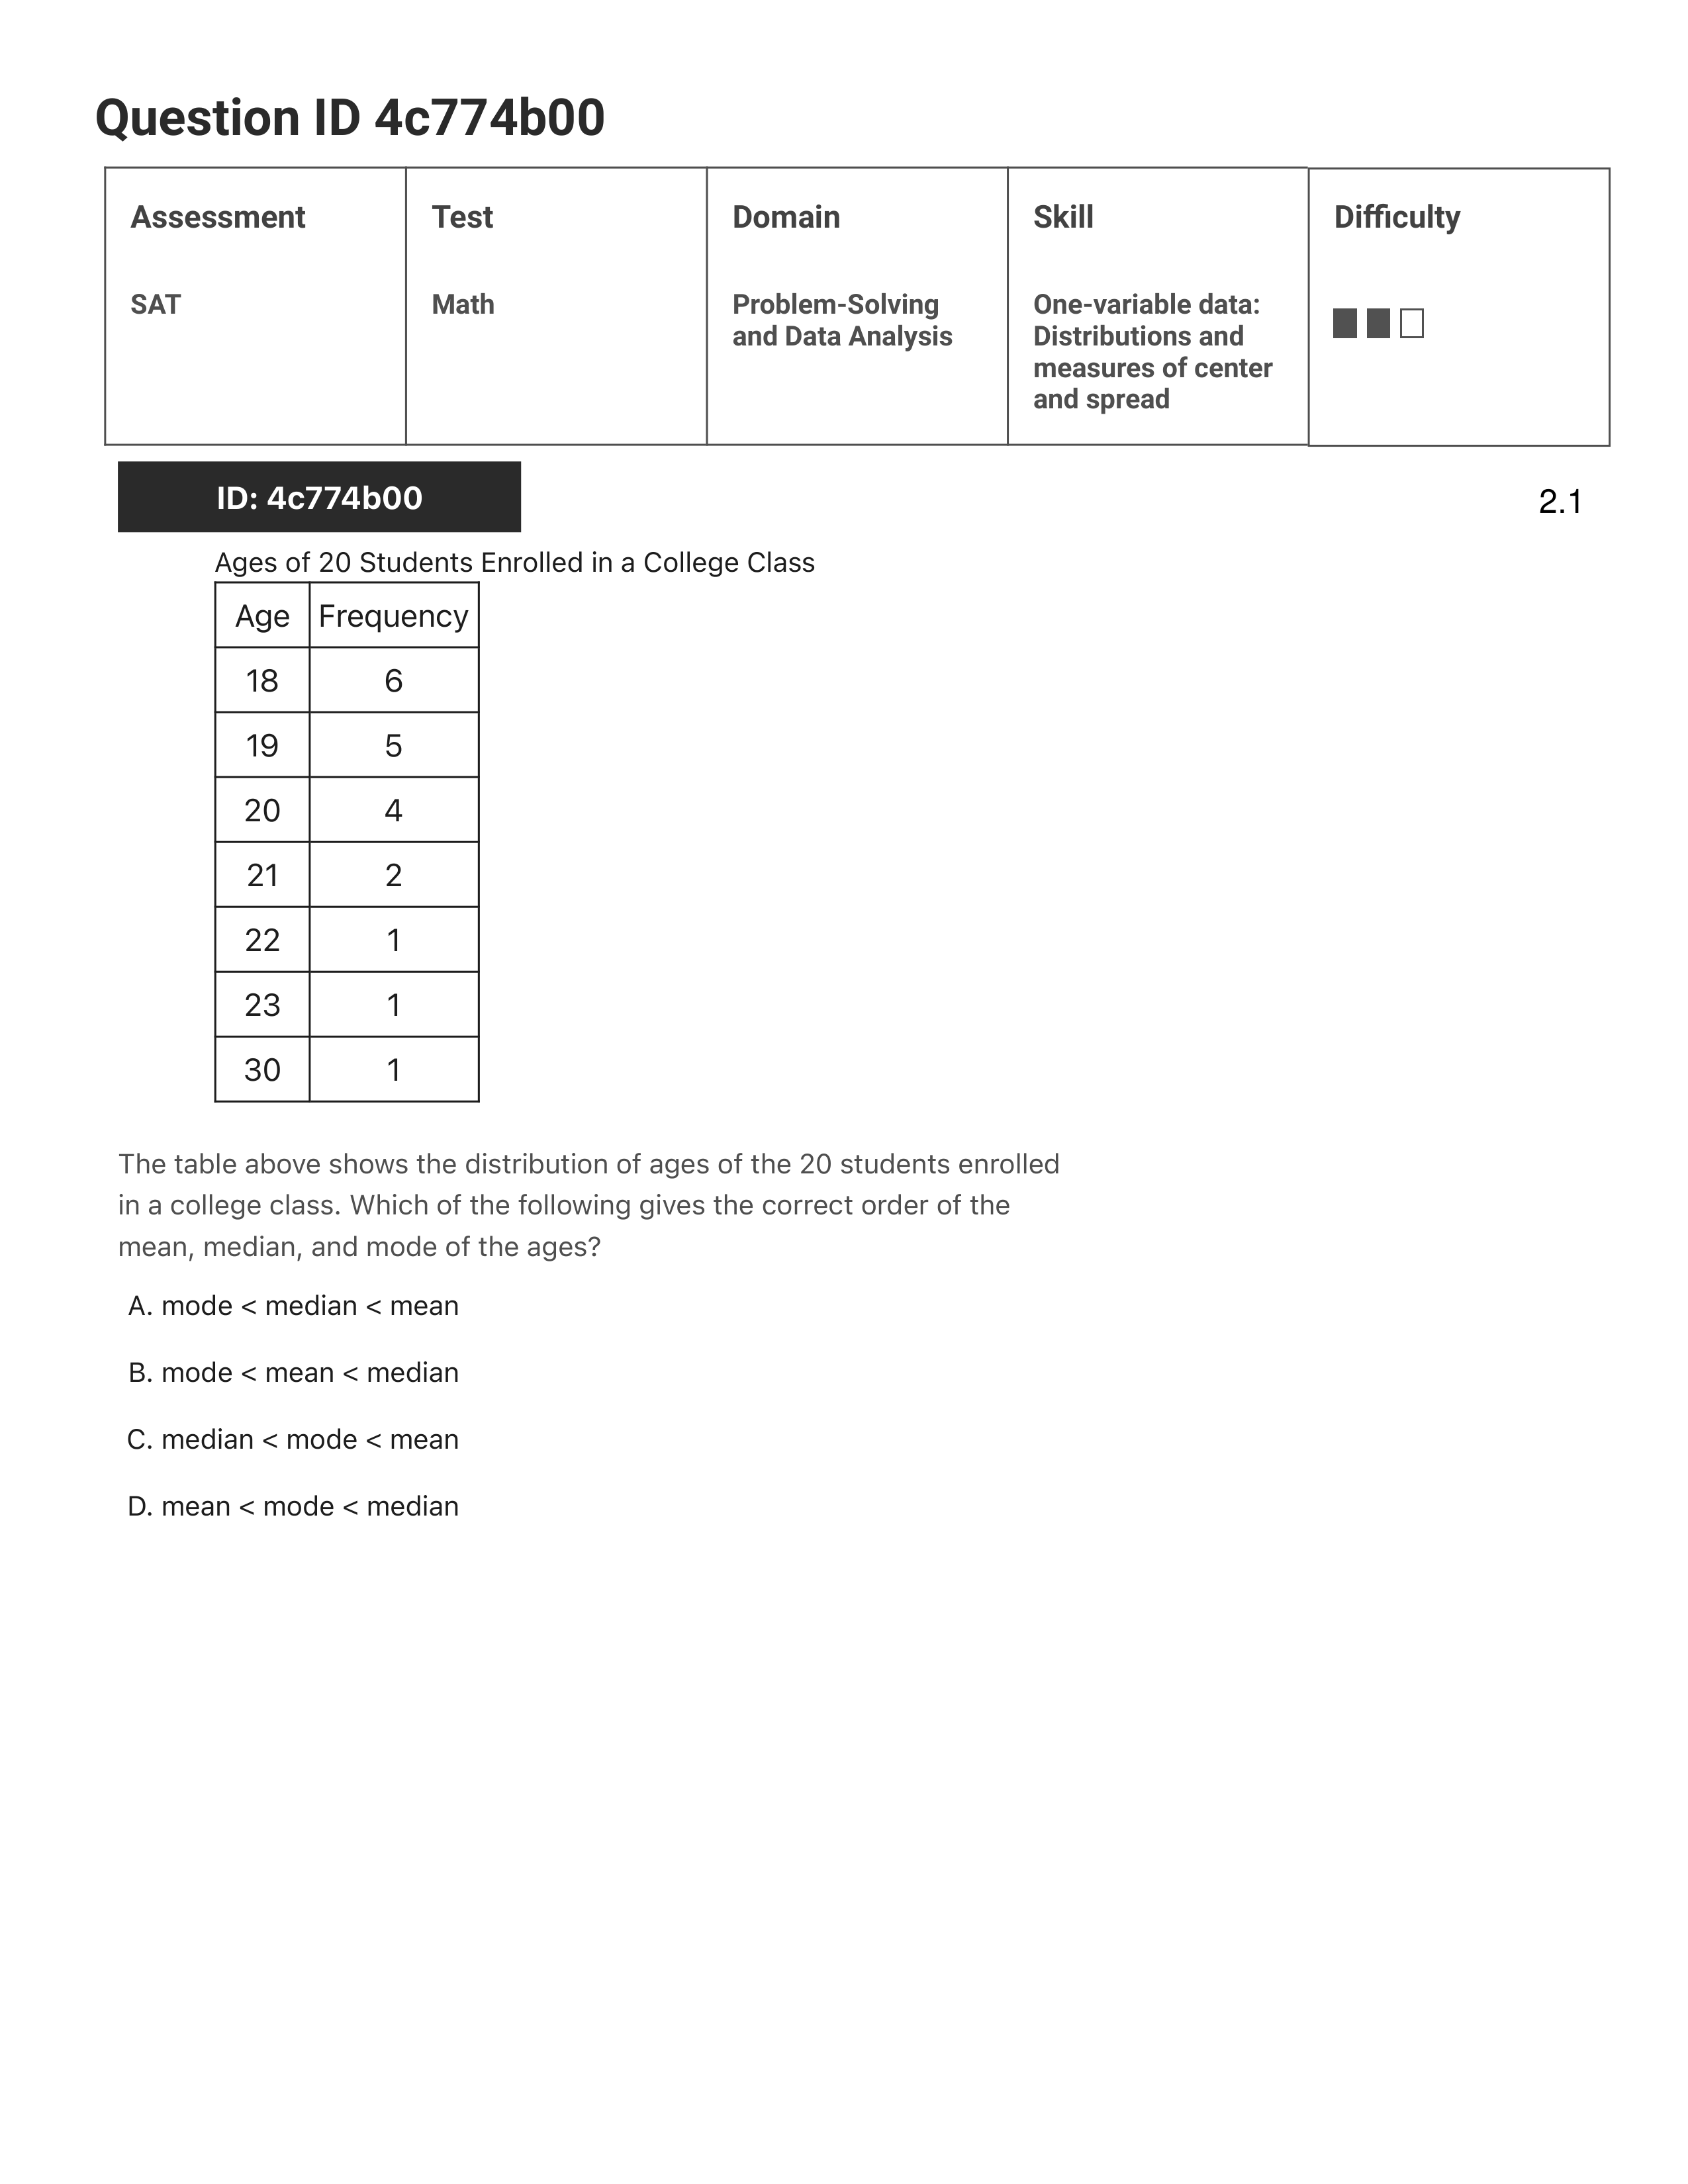 Question ID 4c774b00
Assessment Test Domain Skill Difficulty
SAT Math Problem-Solving and Data Analysis One-variable data: Distributions and measures of center and spread
ID: 4c774b00
2.1
Ages of 20 Students Enrolled in a College Class
Age Frequency
18 6
19 5
20 4
21 2
22 1
23 1
30 1
The table above shows the distribution of ages of the 20 students enrolled
in a college class. Which of the following gives the correct order of the
mean, median, and mode of the ages?
A. mode < median < mean
B. mode < mean < median
C. median < mode < mean
D. mean < mode < median